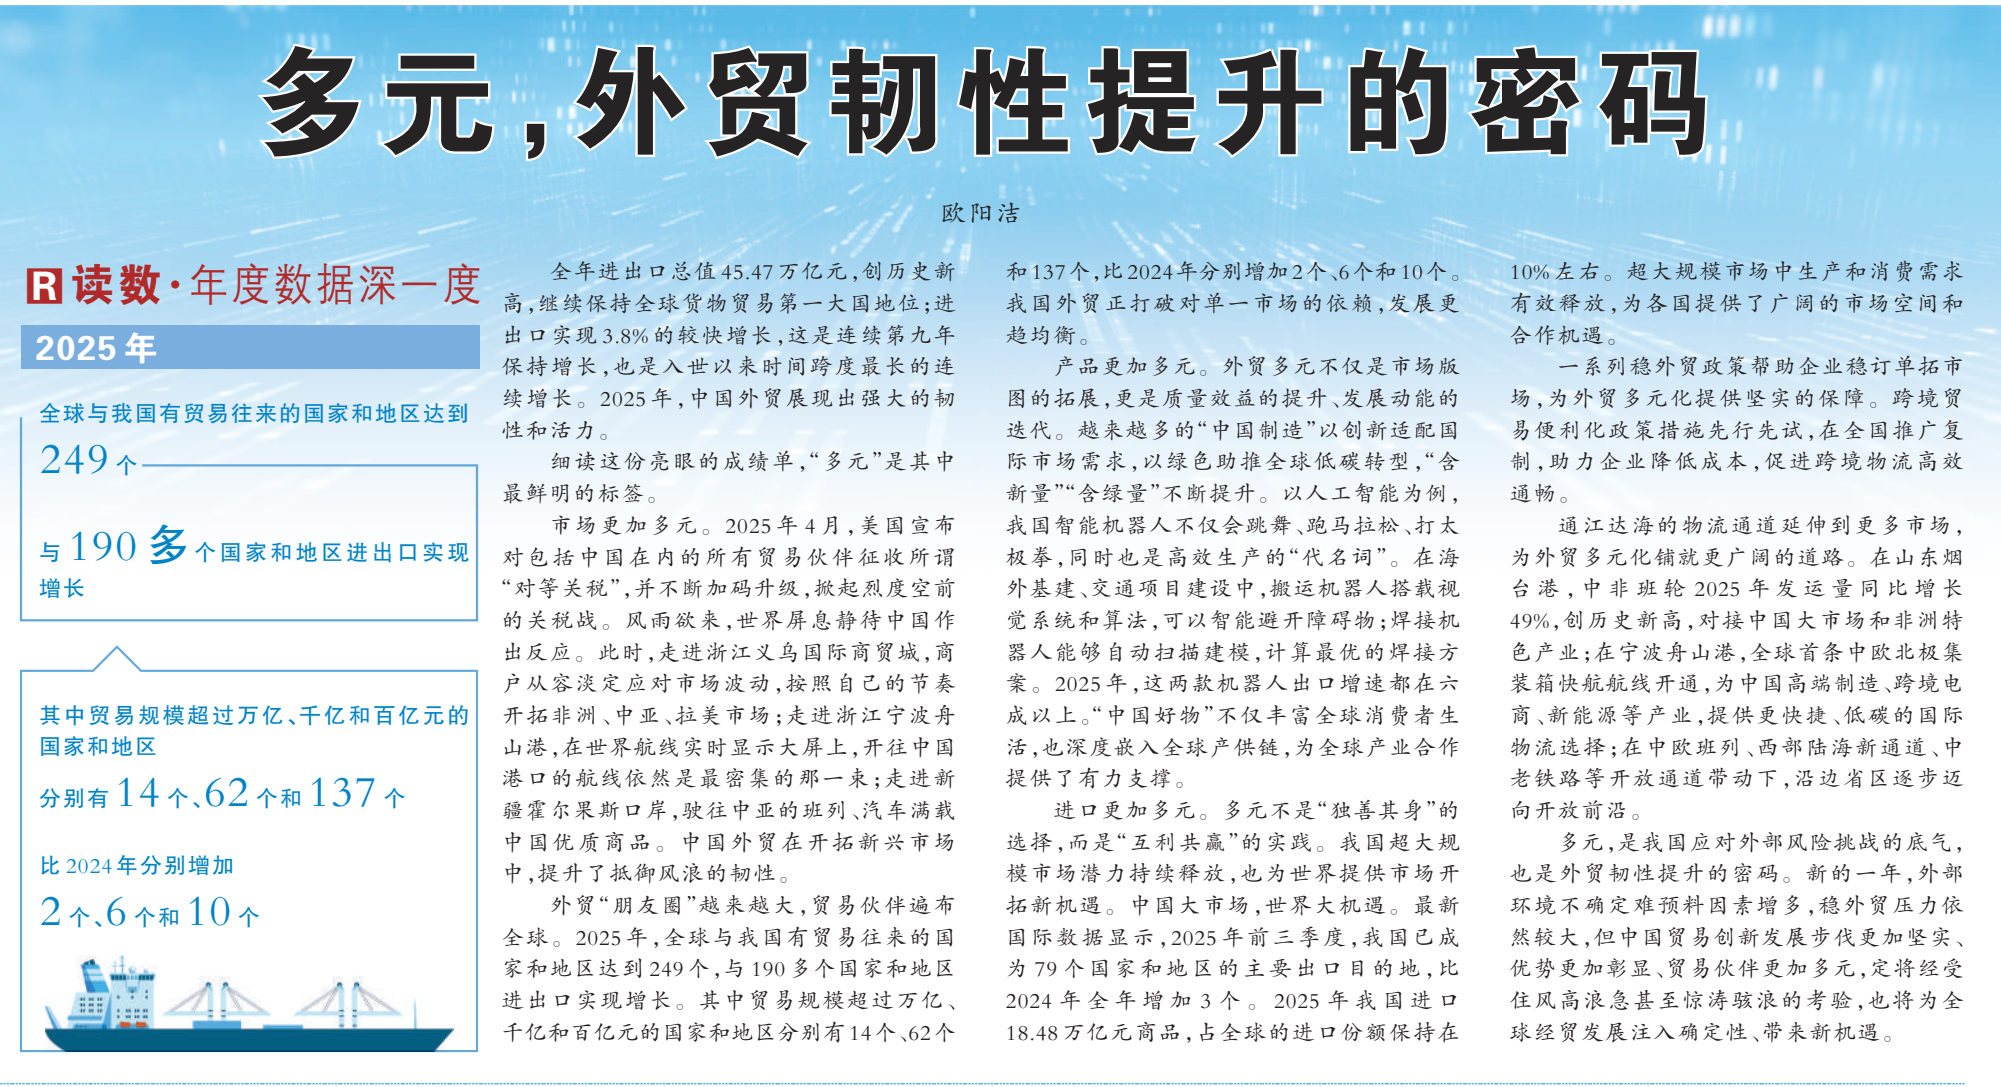 多元，外贸韧性提升的密码
欧阳洁
R 读数·年度数据深一度
2025年
全球与我国有贸易往来的国家和地区达到
249个
与190多个国家和地区进出口实现
增长
其中贸易规模超过万亿、千亿和百亿元的
国家和地区
分别有14个、62个和137个
比2024年分别增加
2个、6个和10个
全年进出口总值45.47万亿元，创历史新
高，继续保持全球货物贸易第一大国地位；进
出口实现3.8%的较快增长，这是连续第九年
保持增长，也是入世以来时间跨度最长的连
续增长。2025年，中国外贸展现出强大的韧
性和活力。
细读这份亮眼的成绩单，“多元”是其中
最鲜明的标签。
市场更加多元。2025年4月，美国宣布
对包括中国在内的所有贸易伙伴征收所谓
“对等关税”，并不断加码升级，掀起烈度空前
的关税战。风雨欲来，世界屏息静待中国作
出反应。此时，走进浙江义乌国际商贸城，商
户从容淡定应对市场波动，按照自己的节奏
开拓非洲、中亚、拉美市场；走进浙江宁波舟
山港，在世界航线实时显示大屏上，开往中国
港口的航线依然是最密集的那一束；走进新
疆霍尔果斯口岸，驶往中亚的班列、汽车满载
中国优质商品。中国外贸在开拓新兴市场
中，提升了抵御风浪的韧性。
外贸“朋友圈”越来越大，贸易伙伴遍布
全球。2025年，全球与我国有贸易往来的国
家和地区达到249个，与190多个国家和地区
进出口实现增长。其中贸易规模超过万亿、
千亿和百亿元的国家和地区分别有14个、62个
和137个，比2024年分别增加2个、6个和10个。
我国外贸正打破对单一市场的依赖，发展更
趋均衡。
产品更加多元。外贸多元不仅是市场版
图的拓展，更是质量效益的提升、发展动能的
迭代。越来越多的“中国制造”以创新适配国
际市场需求，以绿色助推全球低碳转型，“含
新量”“含绿量”不断提升。以人工智能为例，
我国智能机器人不仅会跳舞、跑马拉松、打太
极拳，同时也是高效生产的“代名词”。在海
外基建、交通项目建设中，搬运机器人搭载视
觉系统和算法，可以智能避开障碍物；焊接机
器人能够自动扫描建模，计算最优的焊接方
案。2025年，这两款机器人出口增速都在六
成以上。“中国好物”不仅丰富全球消费者生
活，也深度嵌入全球产供链，为全球产业合作
提供了有力支撑。
进口更加多元。多元不是“独善其身”的
选择，而是“互利共赢”的实践。我国超大规
模市场潜力持续释放，也为世界提供市场开
拓新机遇。中国大市场，世界大机遇。最新
国际数据显示，2025年前三季度，我国已成
为79个国家和地区的主要出口目的地，比
2024年全年增加3个。2025年我国进口
18.48万亿元商品，占全球的进口份额保持在
10%左右。超大规模市场中生产和消费需求
有效释放，为各国提供了广阔的市场空间和
合作机遇。
一系列稳外贸政策帮助企业稳订单拓市
场，为外贸多元化提供坚实的保障。跨境贸
易便利化政策措施先行先试，在全国推广复
制，助力企业降低成本，促进跨境物流高效
通畅。
通江达海的物流通道延伸到更多市场，
为外贸多元化铺就更广阔的道路。在山东烟
台港，中非班轮2025年发运量同比增长
49%，创历史新高，对接中国大市场和非洲特
色产业；在宁波舟山港，全球首条中欧北极集
装箱快航航线开通，为中国高端制造、跨境电
商、新能源等产业，提供更快捷、低碳的国际
物流选择；在中欧班列、西部陆海新通道、中
老铁路等开放通道带动下，沿边省区逐步迈
向开放前沿。
多元，是我国应对外部风险挑战的底气，
也是外贸韧性提升的密码。新的一年，外部
环境不确定难预料因素增多，稳外贸压力依
然较大，但中国贸易创新发展步伐更加坚实、
优势更加彰显、贸易伙伴更加多元，定将经受
住风高浪急甚至惊涛骇浪的考验，也将为全
球经贸发展注入确定性、带来新机遇。